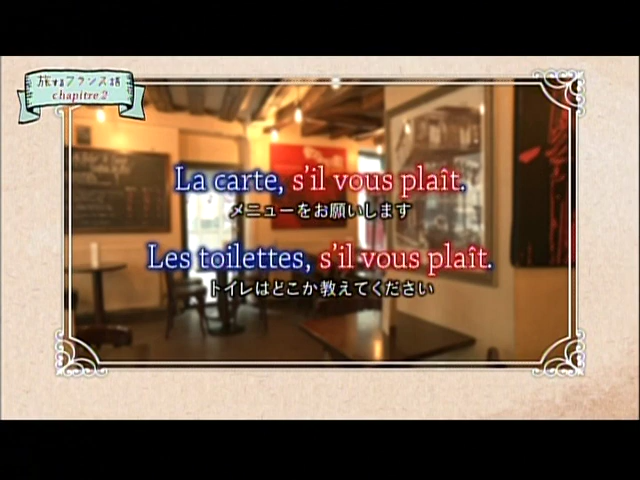 旅するフランス語
chapitre 2
La carte, s'il vous plaît.
メニューをお願いします
Les toilettes, s'il vous plaît.
トイレはどこか教えてください